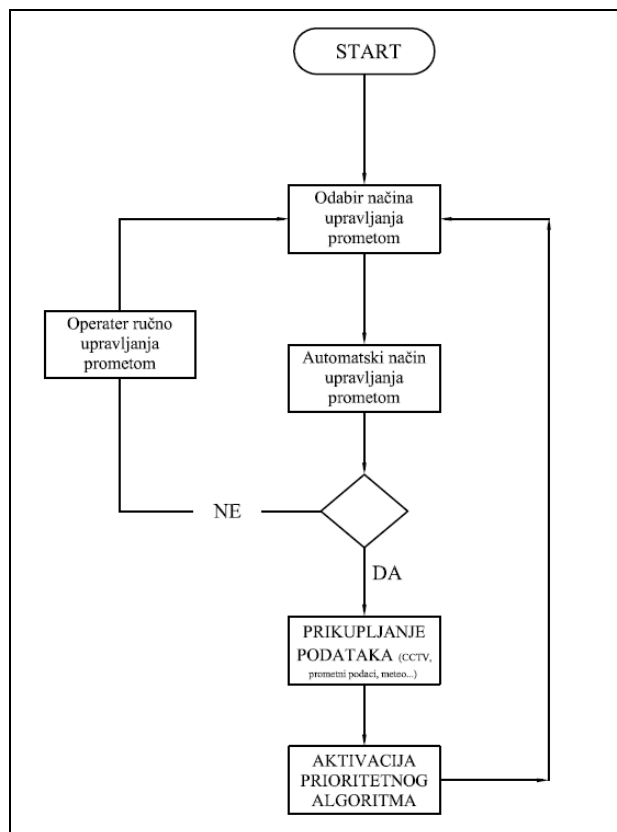 START
Odabir načina
upravljanja
prometom
Operater ručno
upravljanja
prometom
Automatski način
upravljanja
prometom
NE
DA
PRIKUPLJANJE
PODATAKA (CCTV,
prometni podaci, meteo...)
AKTIVACIJA
PRIORITETNOG
ALGORITMA